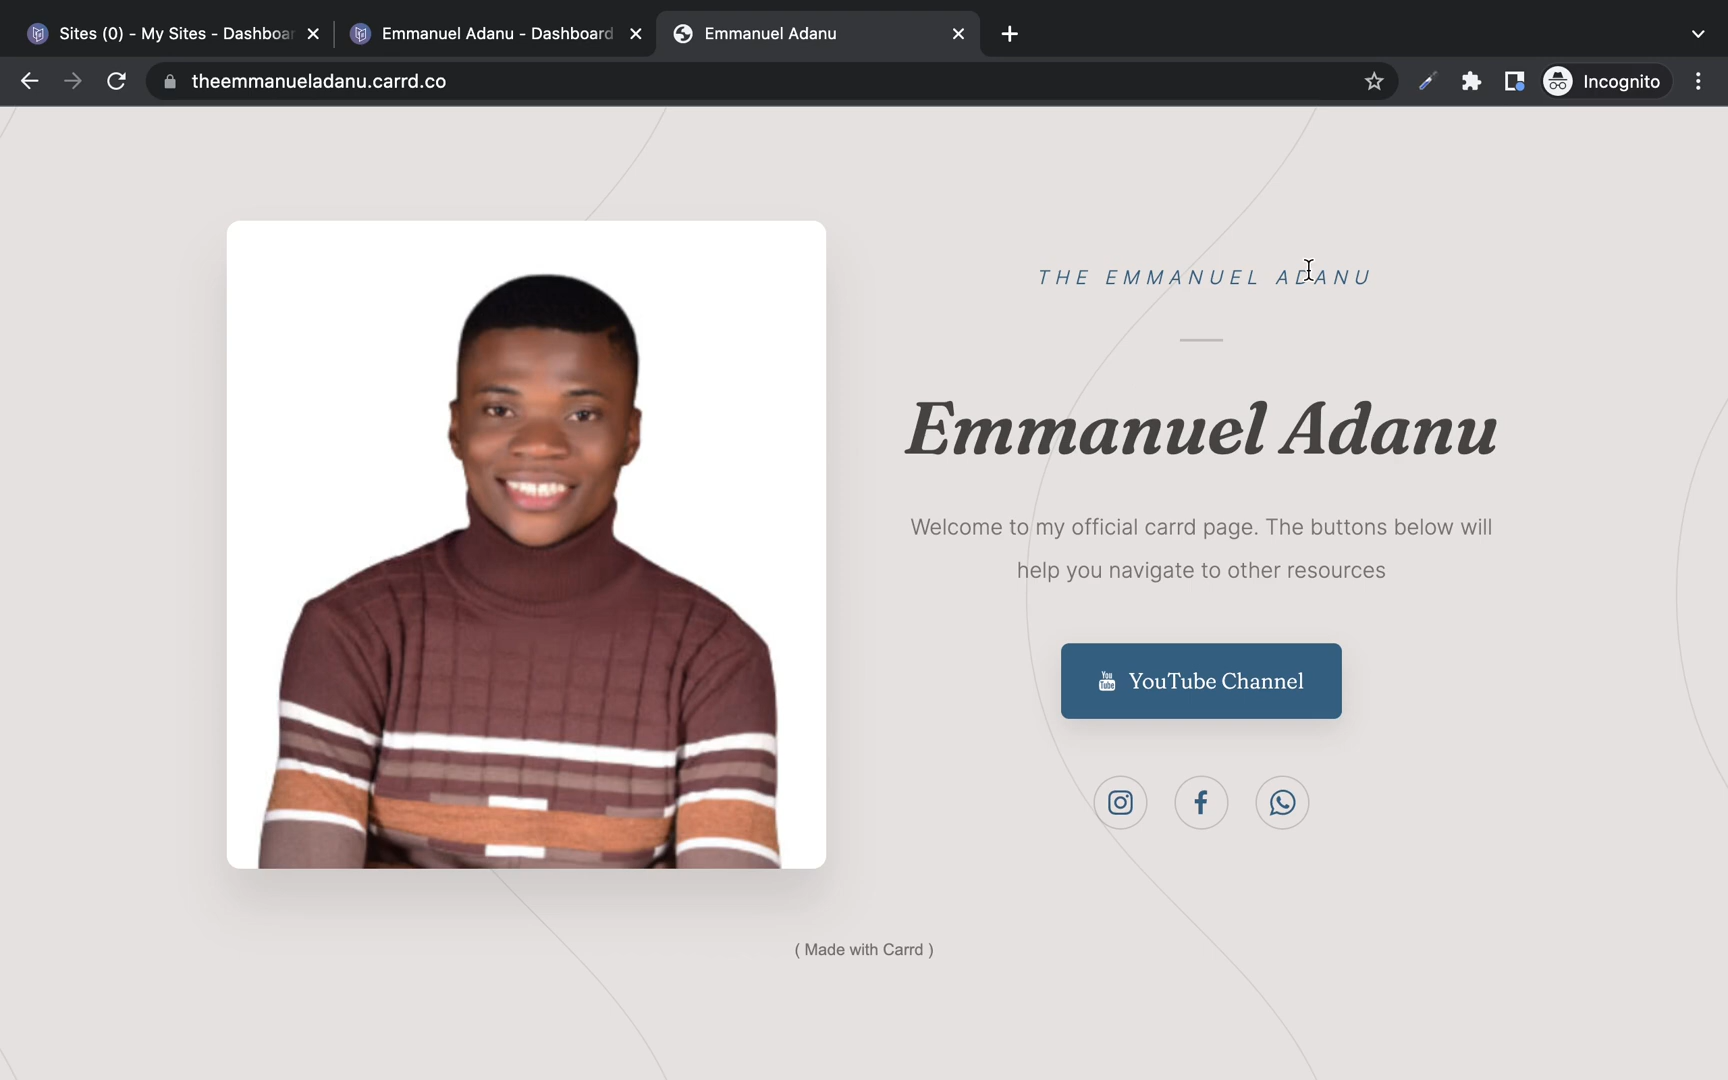 Sites (0) - My Sites - Dashboar
Emmanuel Adanu - Dashboard
Emmanuel Adanu
theemmanueladanu.carrd.co
Incognito
THE EMMANUEL ADANU
Emmanuel Adanu
Welcome to my official carrd page. The buttons below will
help you navigate to other resources
You
Tube
YouTube Channel
( Made with Carrd )